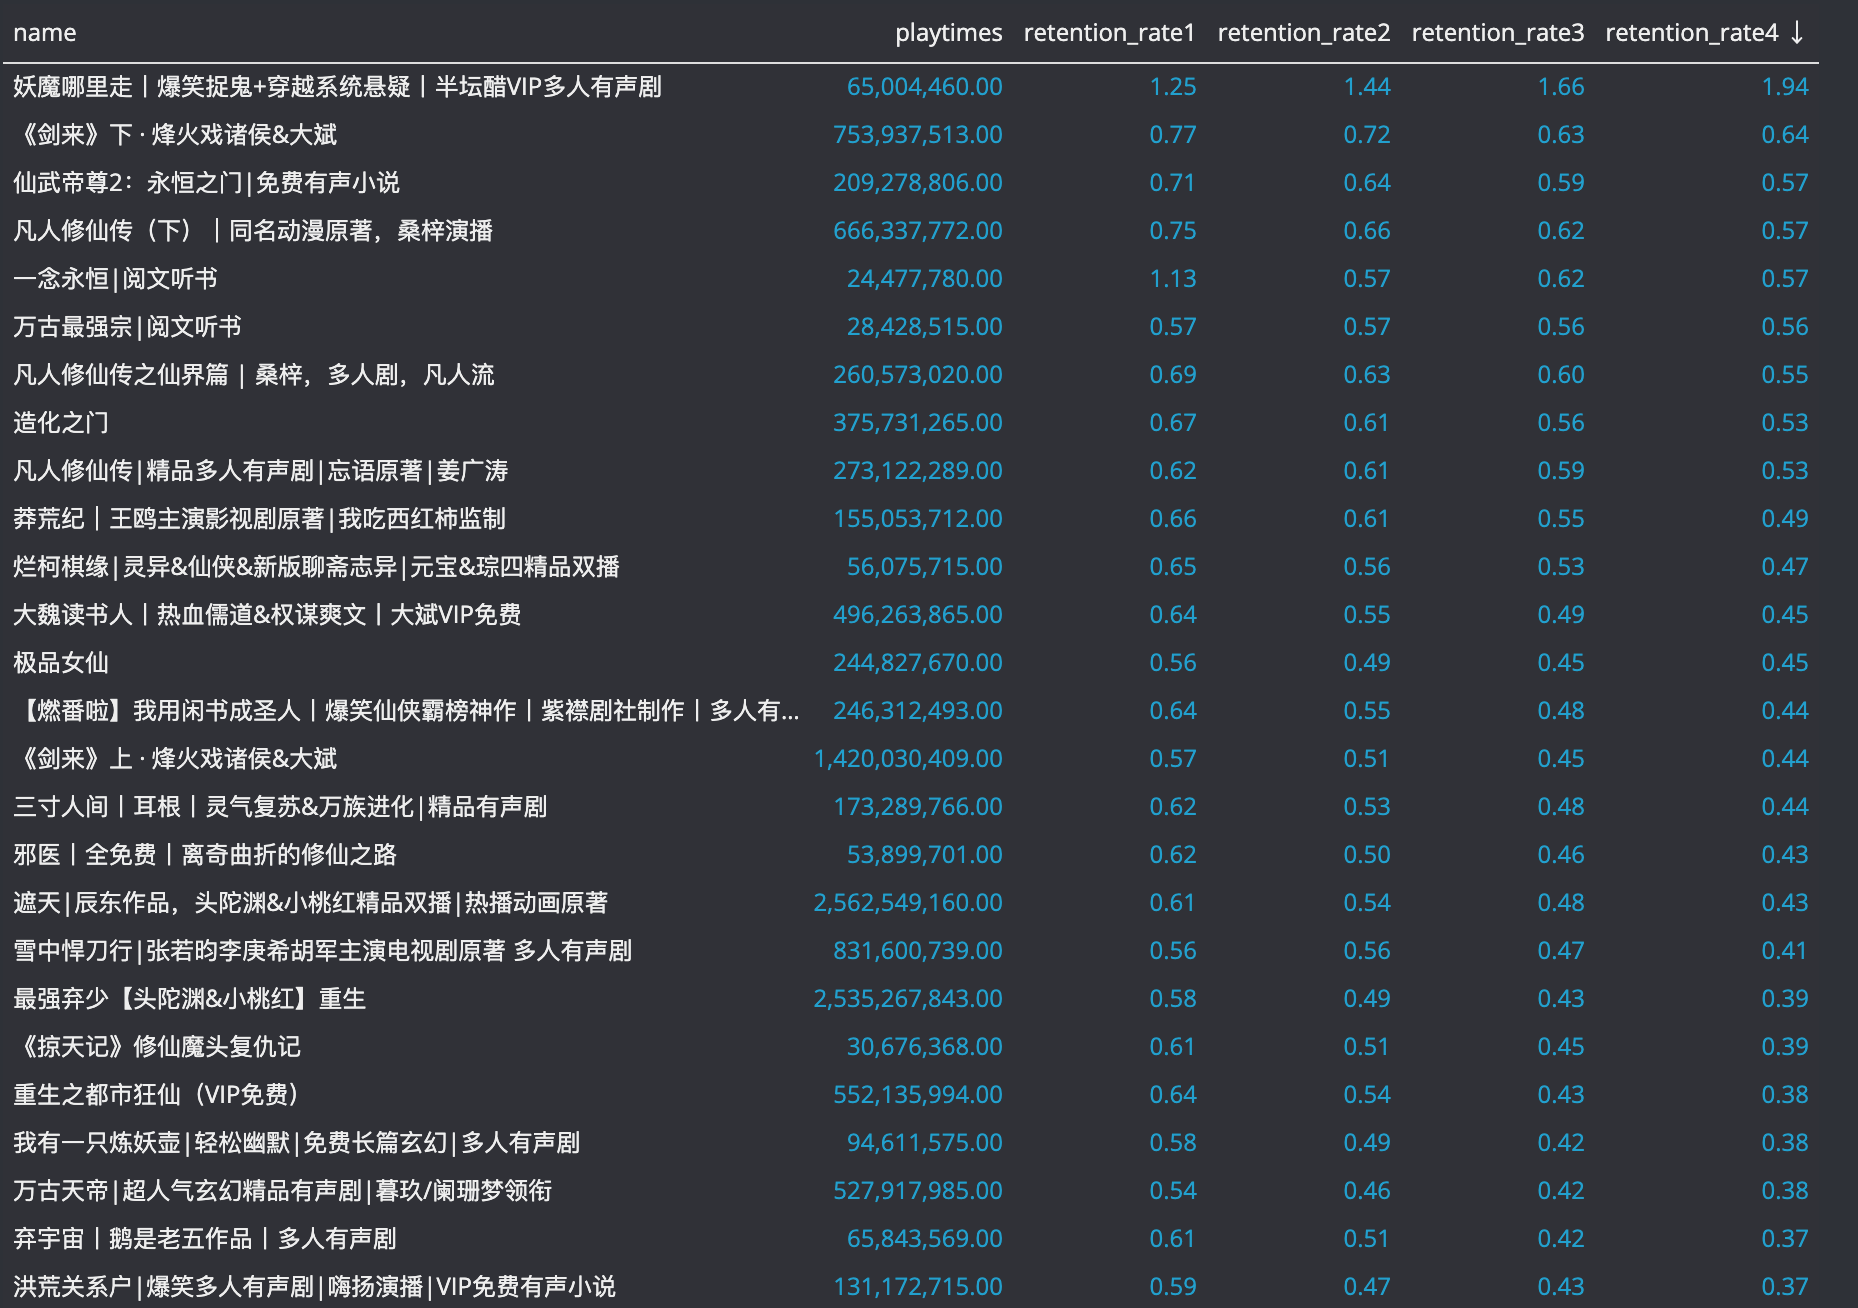 name playtimes retention_rate1 retention_rate2 retention_rate3 retention_rate4 ↓
妖魔哪里走丨爆笑捉鬼+穿越系统悬疑丨半坛醋VIP多人有声剧 65,004,460.00 1.25 1.44 1.66 1.94
《剑来》下 · 烽火戏诸侯&大斌 753,937,513.00 0.77 0.72 0.63 0.64
仙武帝尊2：永恒之门|免费有声小说 209,278,806.00 0.71 0.64 0.59 0.57
凡人修仙传（下）｜同名动漫原著，桑梓演播 666,337,772.00 0.75 0.66 0.62 0.57
一念永恒|阅文听书 24,477,780.00 1.13 0.57 0.62 0.57
万古最强宗|阅文听书 28,428,515.00 0.57 0.57 0.56 0.56
凡人修仙传之仙界篇 | 桑梓，多人剧，凡人流 260,573,020.00 0.69 0.63 0.60 0.55
造化之门 375,731,265.00 0.67 0.61 0.56 0.53
凡人修仙传|精品多人有声剧|忘语原著|姜广涛 273,122,289.00 0.62 0.61 0.59 0.53
莽荒纪｜王鸥主演影视剧原著|我吃西红柿监制 155,053,712.00 0.66 0.61 0.55 0.49
烂柯棋缘|灵异&仙侠&新版聊斋志异|元宝&琮四精品双播 56,075,715.00 0.65 0.56 0.53 0.47
大魏读书人丨热血儒道&权谋爽文丨大斌VIP免费 496,263,865.00 0.64 0.55 0.49 0.45
极品女仙 244,827,670.00 0.56 0.49 0.45 0.45
【燃番啦】我用闲书成圣人丨爆笑仙侠霸榜神作丨紫襟剧社制作丨多人有... 246,312,493.00 0.64 0.55 0.48 0.44
《剑来》上 · 烽火戏诸侯&大斌 1,420,030,409.00 0.57 0.51 0.45 0.44
三寸人间丨耳根丨灵气复苏&万族进化|精品有声剧 173,289,766.00 0.62 0.53 0.48 0.44
邪医丨全免费丨离奇曲折的修仙之路 53,899,701.00 0.62 0.50 0.46 0.43
遮天|辰东作品，头陀渊&小桃红精品双播|热播动画原著 2,562,549,160.00 0.61 0.54 0.48 0.43
雪中悍刀行|张若昀李庚希胡军主演电视剧原著 多人有声剧 831,600,739.00 0.56 0.56 0.47 0.41
最强弃少【头陀渊&小桃红】重生 2,535,267,843.00 0.58 0.49 0.43 0.39
《掠天记》修仙魔头复仇记 30,676,368.00 0.61 0.51 0.45 0.39
重生之都市狂仙（VIP免费） 552,135,994.00 0.64 0.54 0.43 0.38
我有一只炼妖壶|轻松幽默|免费长篇玄幻|多人有声剧 94,611,575.00 0.58 0.49 0.42 0.38
万古天帝|超人气玄幻精品有声剧|暮玖/阑珊梦领衔 527,917,985.00 0.54 0.46 0.42 0.38
弃宇宙丨鹅是老五作品丨多人有声剧 65,843,569.00 0.61 0.51 0.42 0.37
洪荒关系户|爆笑多人有声剧|嗨扬演播|VIP免费有声小说 131,172,715.00 0.59 0.47 0.43 0.37